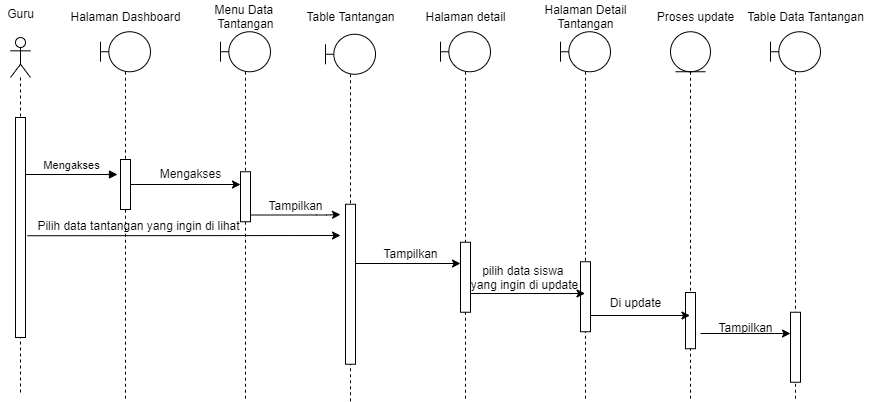 Guru
Halaman Dashboard
Menu Data
Tantangan
Table Tantangan
Halaman detail
Halaman Detail
Tantangan
Proses update
Table Data Tantangan
Mengakses
Mengakses
Tampilkan
Pilih data tantangan yang ingin di lihat
Tampilkan
pilih data siswa
yang ingin di update
Di update
Tampilkan